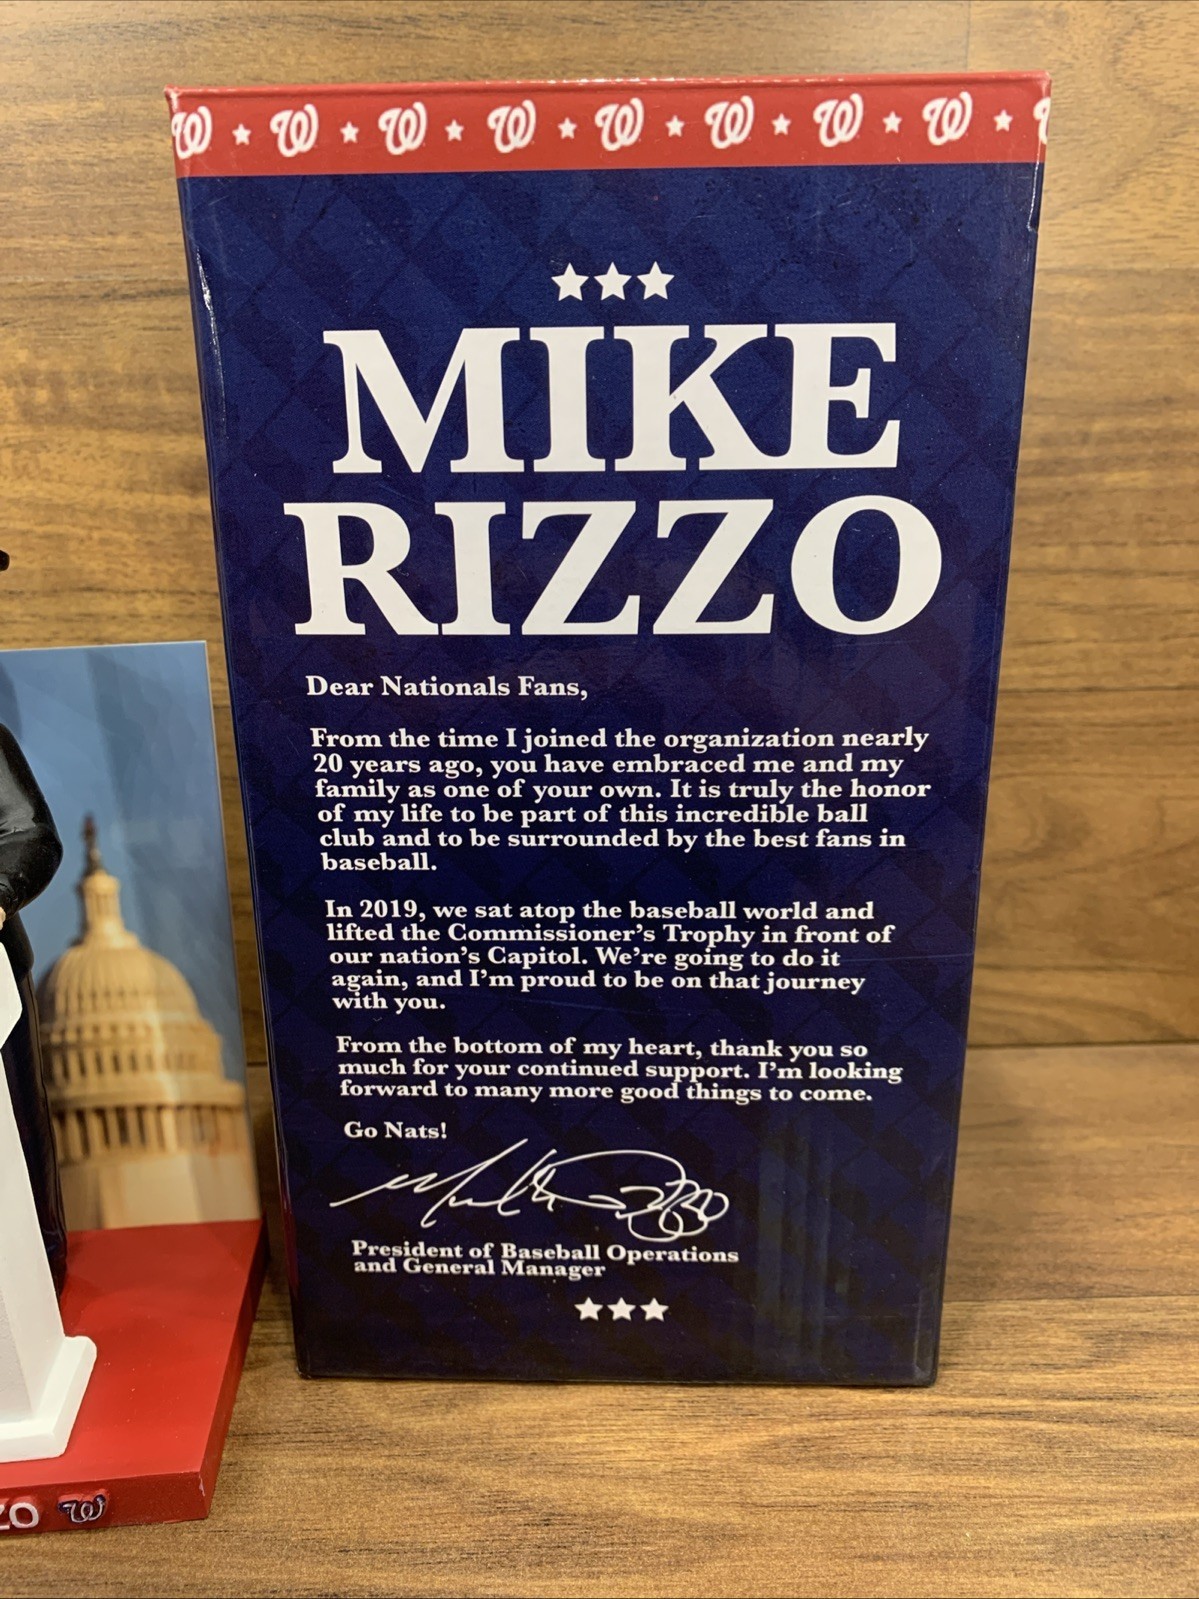 W W W W W W W W
MIKE
RIZZO
Dear Nationals Fans,
From the time I joined the organization nearly
20 years ago, you have embraced me and my
family as one of your own. It is truly the honor
of my life to be part of this incredible ball
club and to be surrounded by the best fans in
baseball.
In 2019, we sat atop the baseball world and
lifted the Commissioner's Trophy in front of
our nation's Capitol. We're going to do it
again, and I'm proud to be on that journey
with you.
From the bottom of my heart, thank you so
much for your continued support. I'm looking
forward to many more good things to come.
Go Nats!
Mike Rizzo
President of Baseball Operations
and General Manager
ZO W